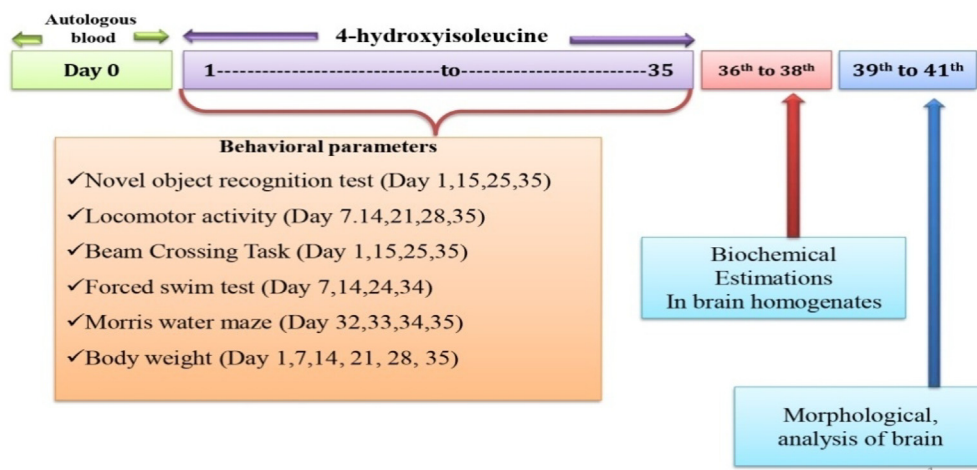 Autologous
blood
4-hydroxyisoleucine
Day 0
1----------------------------to-----------------------35
36th to 38th
39th to 41th
Behavioral parameters
✓Novel object recognition test (Day 1,15,25,35)
✓Locomotor activity (Day 7.14,21,28,35)
✓Beam Crossing Task (Day 1,15,25,35)
✓Forced swim test (Day 7,14,24,34)
✓Morris water maze (Day 32,33,34,35)
✓Body weight (Day 1,7,14, 21, 28, 35)
Biochemical
Estimations
In brain homogenates
Morphological,
analysis of brain